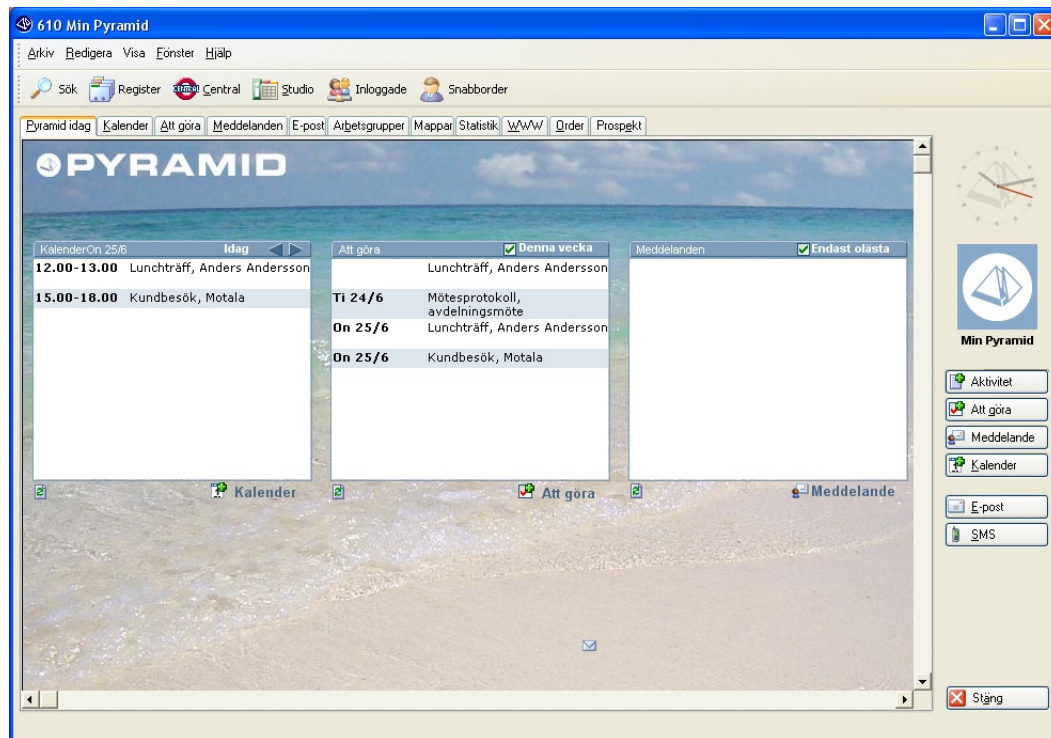 610 Min Pyramid
Arkiv Redigera Visa Fönster Hjälp
Sök Register CENTRAL Central Studio Inloggade Snabborder
Pyramid idag Kalender Att göra Meddelanden E-post Arbetsgrupper Mappar Statistik WWW Order Prospekt
PYRAMID
KalenderOn 25/6 Idag
12.00-13.00 Lunchträff, Anders Andersson
15.00-18.00 Kundbesök, Motala
Kalender
Att göra Denna vecka
Lunchträff, Anders Andersson
Ti 24/6 Mötesprotokoll,
avdelningsmöte
On 25/6 Lunchträff, Anders Andersson
On 25/6 Kundbesök, Motala
Att göra
Meddelanden Endast olästa
Meddelande
Min Pyramid
Aktivitet
Att göra
Meddelande
Kalender
E-post
SMS
Stäng